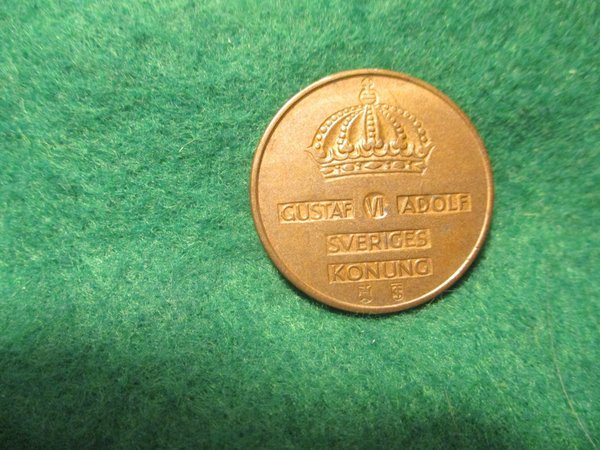 GUSTAF VI ADOLF
SVERIGES
KONUNG